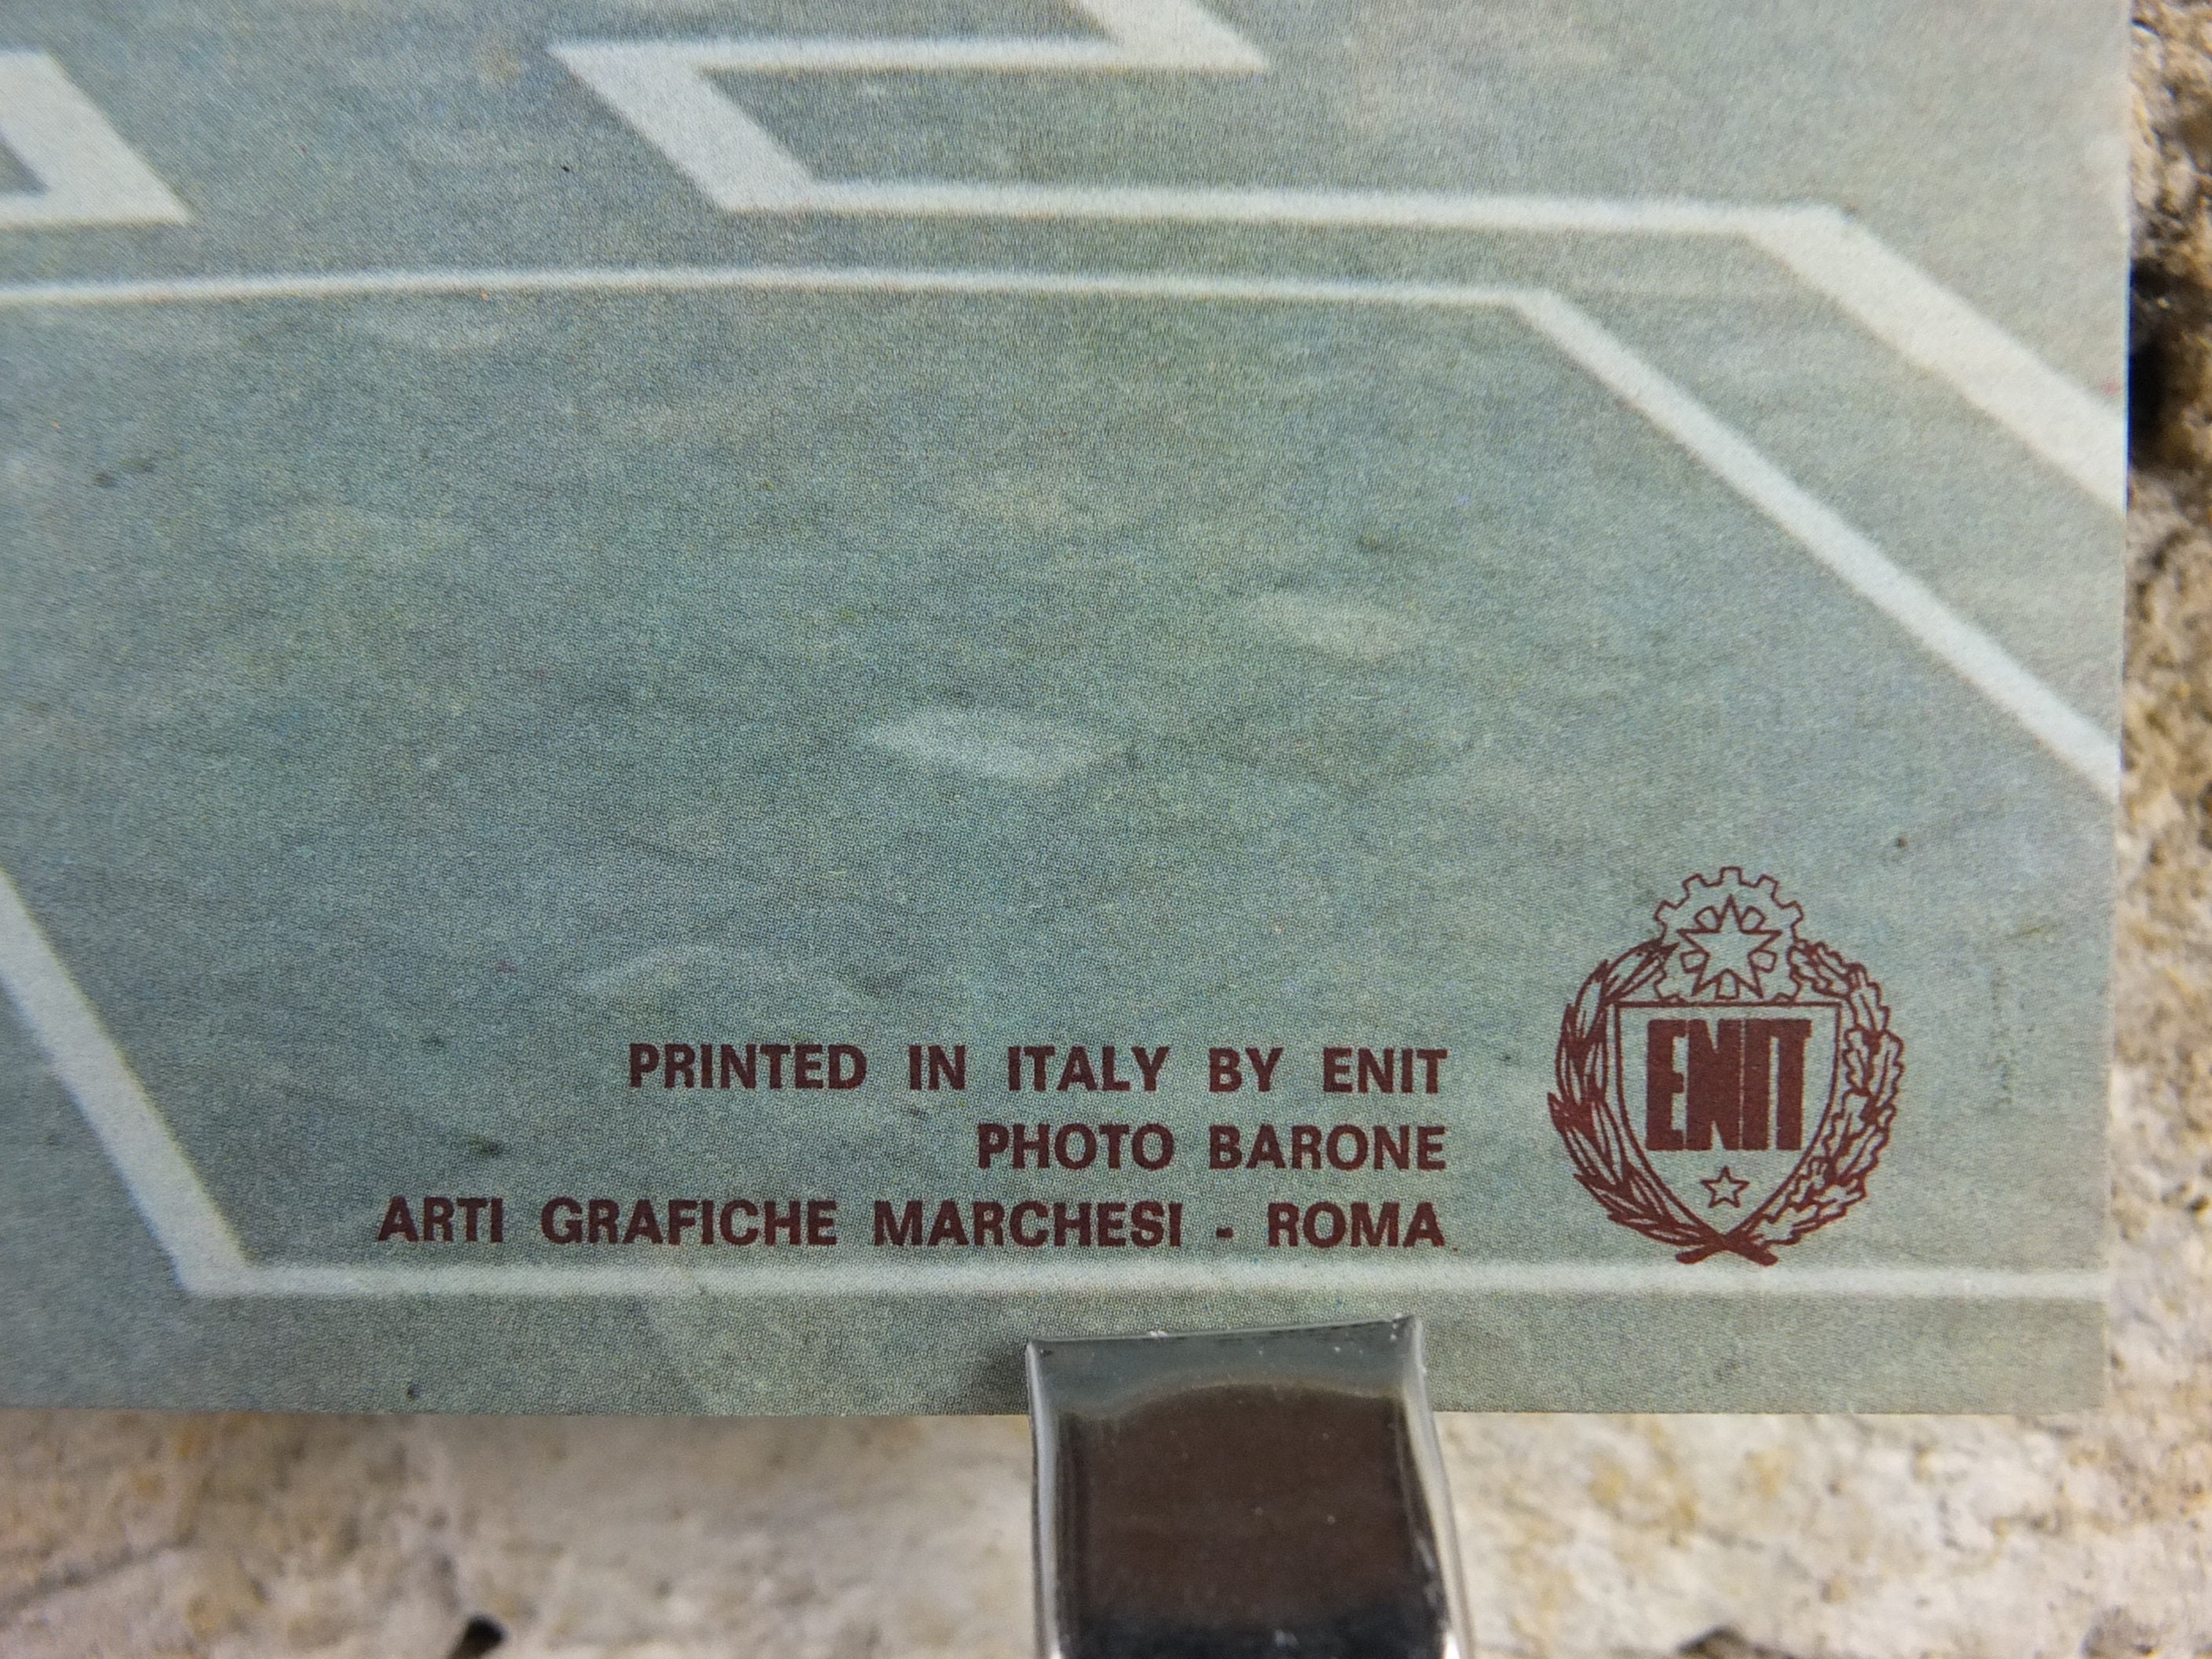 PRINTED IN ITALY BY ENIT
PHOTO BARONE
ARTI GRAFICHE MARCHESI - ROMA
ENIT